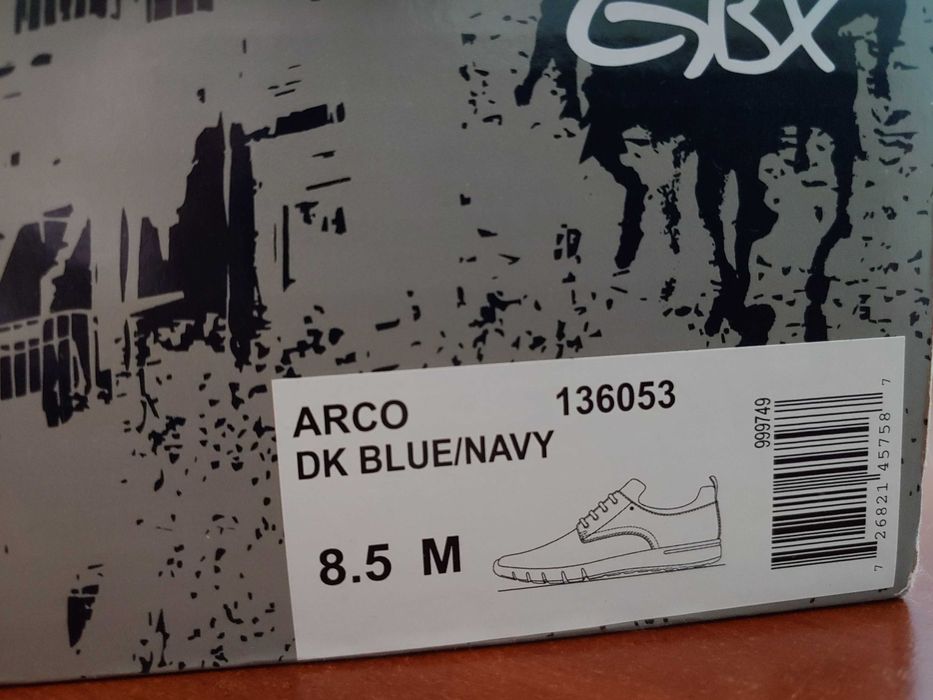 GBX
ARCO 136053
DK BLUE/NAVY
8.5 M
999749
7 26821 45758 7